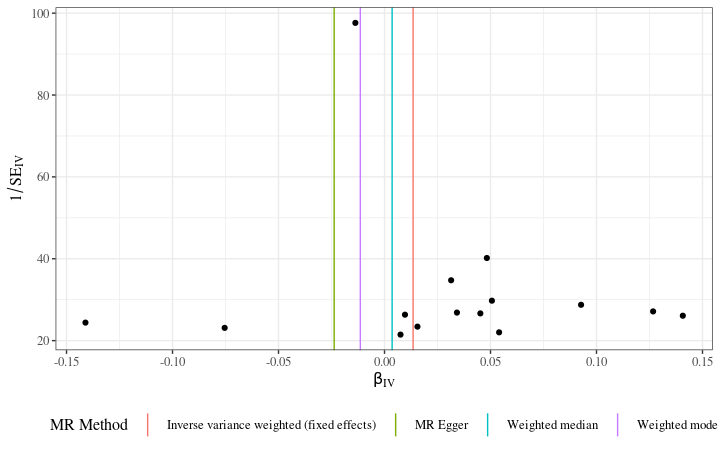 100
80
60
40
20
1/SE_IV
-0.15 -0.10 -0.05 0.00 0.05 0.10 0.15
β_IV
MR Method Inverse variance weighted (fixed effects) MR Egger Weighted median Weighted mode